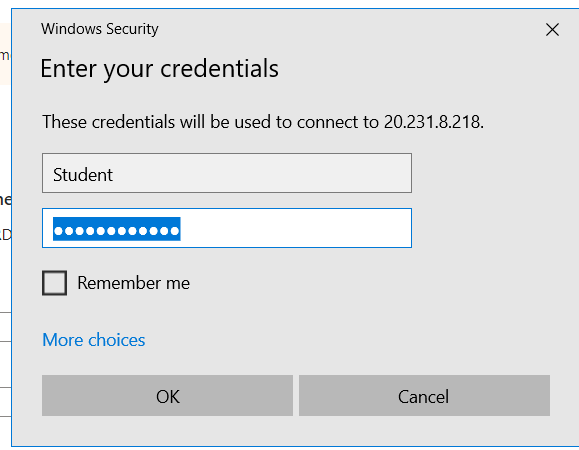 Windows Security
Enter your credentials
These credentials will be used to connect to 20.231.8.218.
Student
●●●●●●●●●●●●
Remember me
More choices
OK
Cancel